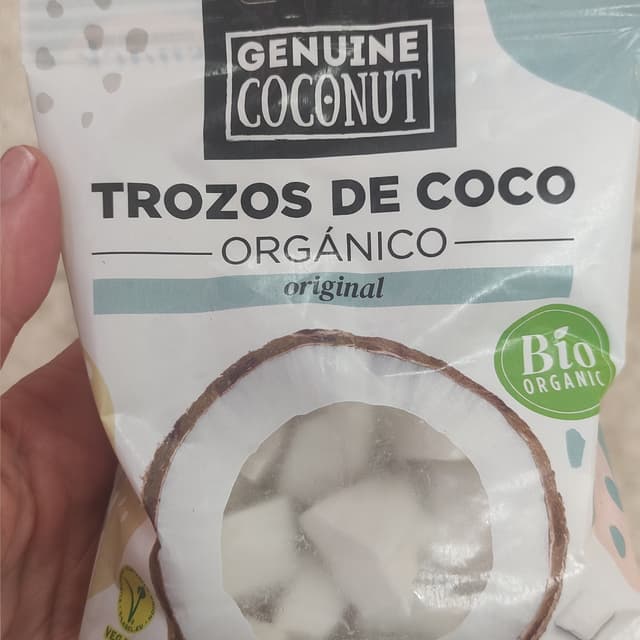 GENUINE
COCONUT
TROZOS DE COCO
ORGÁNICO
original
Bio
ORGANIC